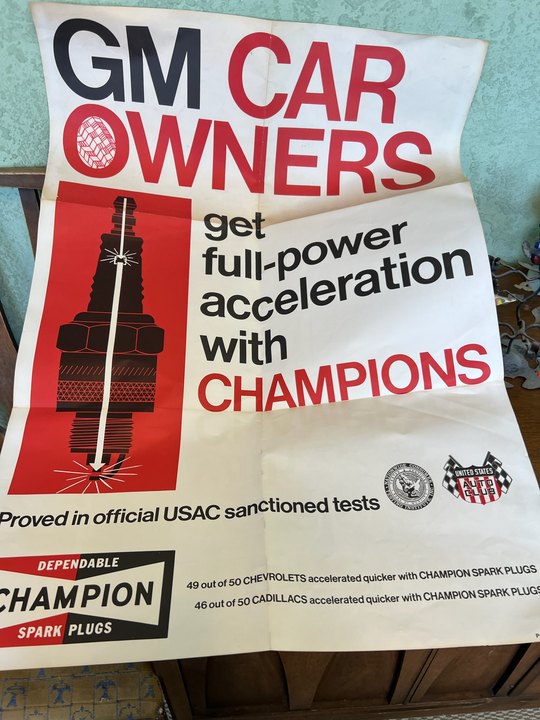 GM CAR
OWNERS
get
full-power
acceleration
with
CHAMPIONS
Proved in official USAC sanctioned tests
UNITED STATES
AUTO
CLUB
DEPENDABLE
CHAMPION
SPARK PLUGS
49 out of 50 CHEVROLETS accelerated quicker with CHAMPION SPARK PLUGS
46 out of 50 CADILLACS accelerated quicker with CHAMPION SPARK PLUGS